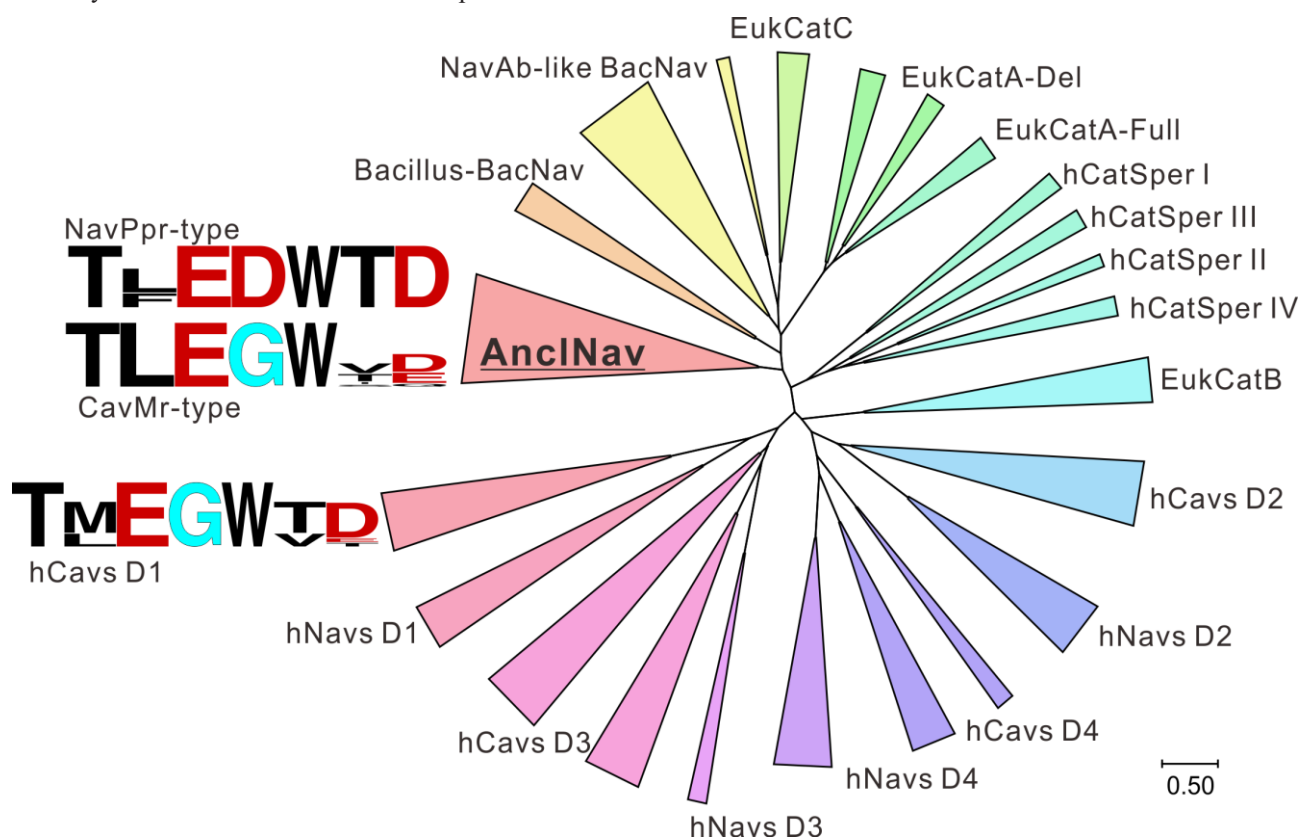 EukCatC
NavAb-like BacNav
EukCatA-Del
EukCatA-Full
Bacillus-BacNav
hCatSper I
NavPpr-type
hCatSper III
TLEDWTD
hCatSper II
TLEGWYD
hCatSper IV
AnclNav
CavMr-type
EukCatB
TMEGWTD
hCavs D1
hCavs D2
hNavs D1
hNavs D2
hCavs D3
hCavs D4
hNavs D4
hNavs D3
0.50